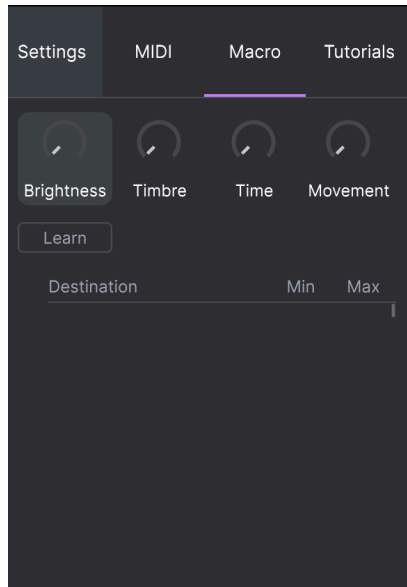 Settings MIDI Macro Tutorials
Brightness Timbre Time Movement
Learn
Destination Min Max